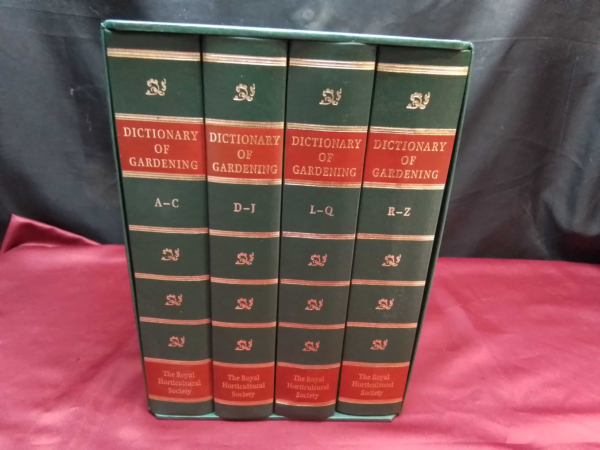 DICTIONARY
OF
GARDENING
A–C
The Royal
Horticultural
Society
DICTIONARY
OF
GARDENING
D–J
The Royal
Horticultural
Society
DICTIONARY
OF
GARDENING
L–Q
The Royal
Horticultural
Society
DICTIONARY
OF
GARDENING
R–Z
The Royal
Horticultural
Society